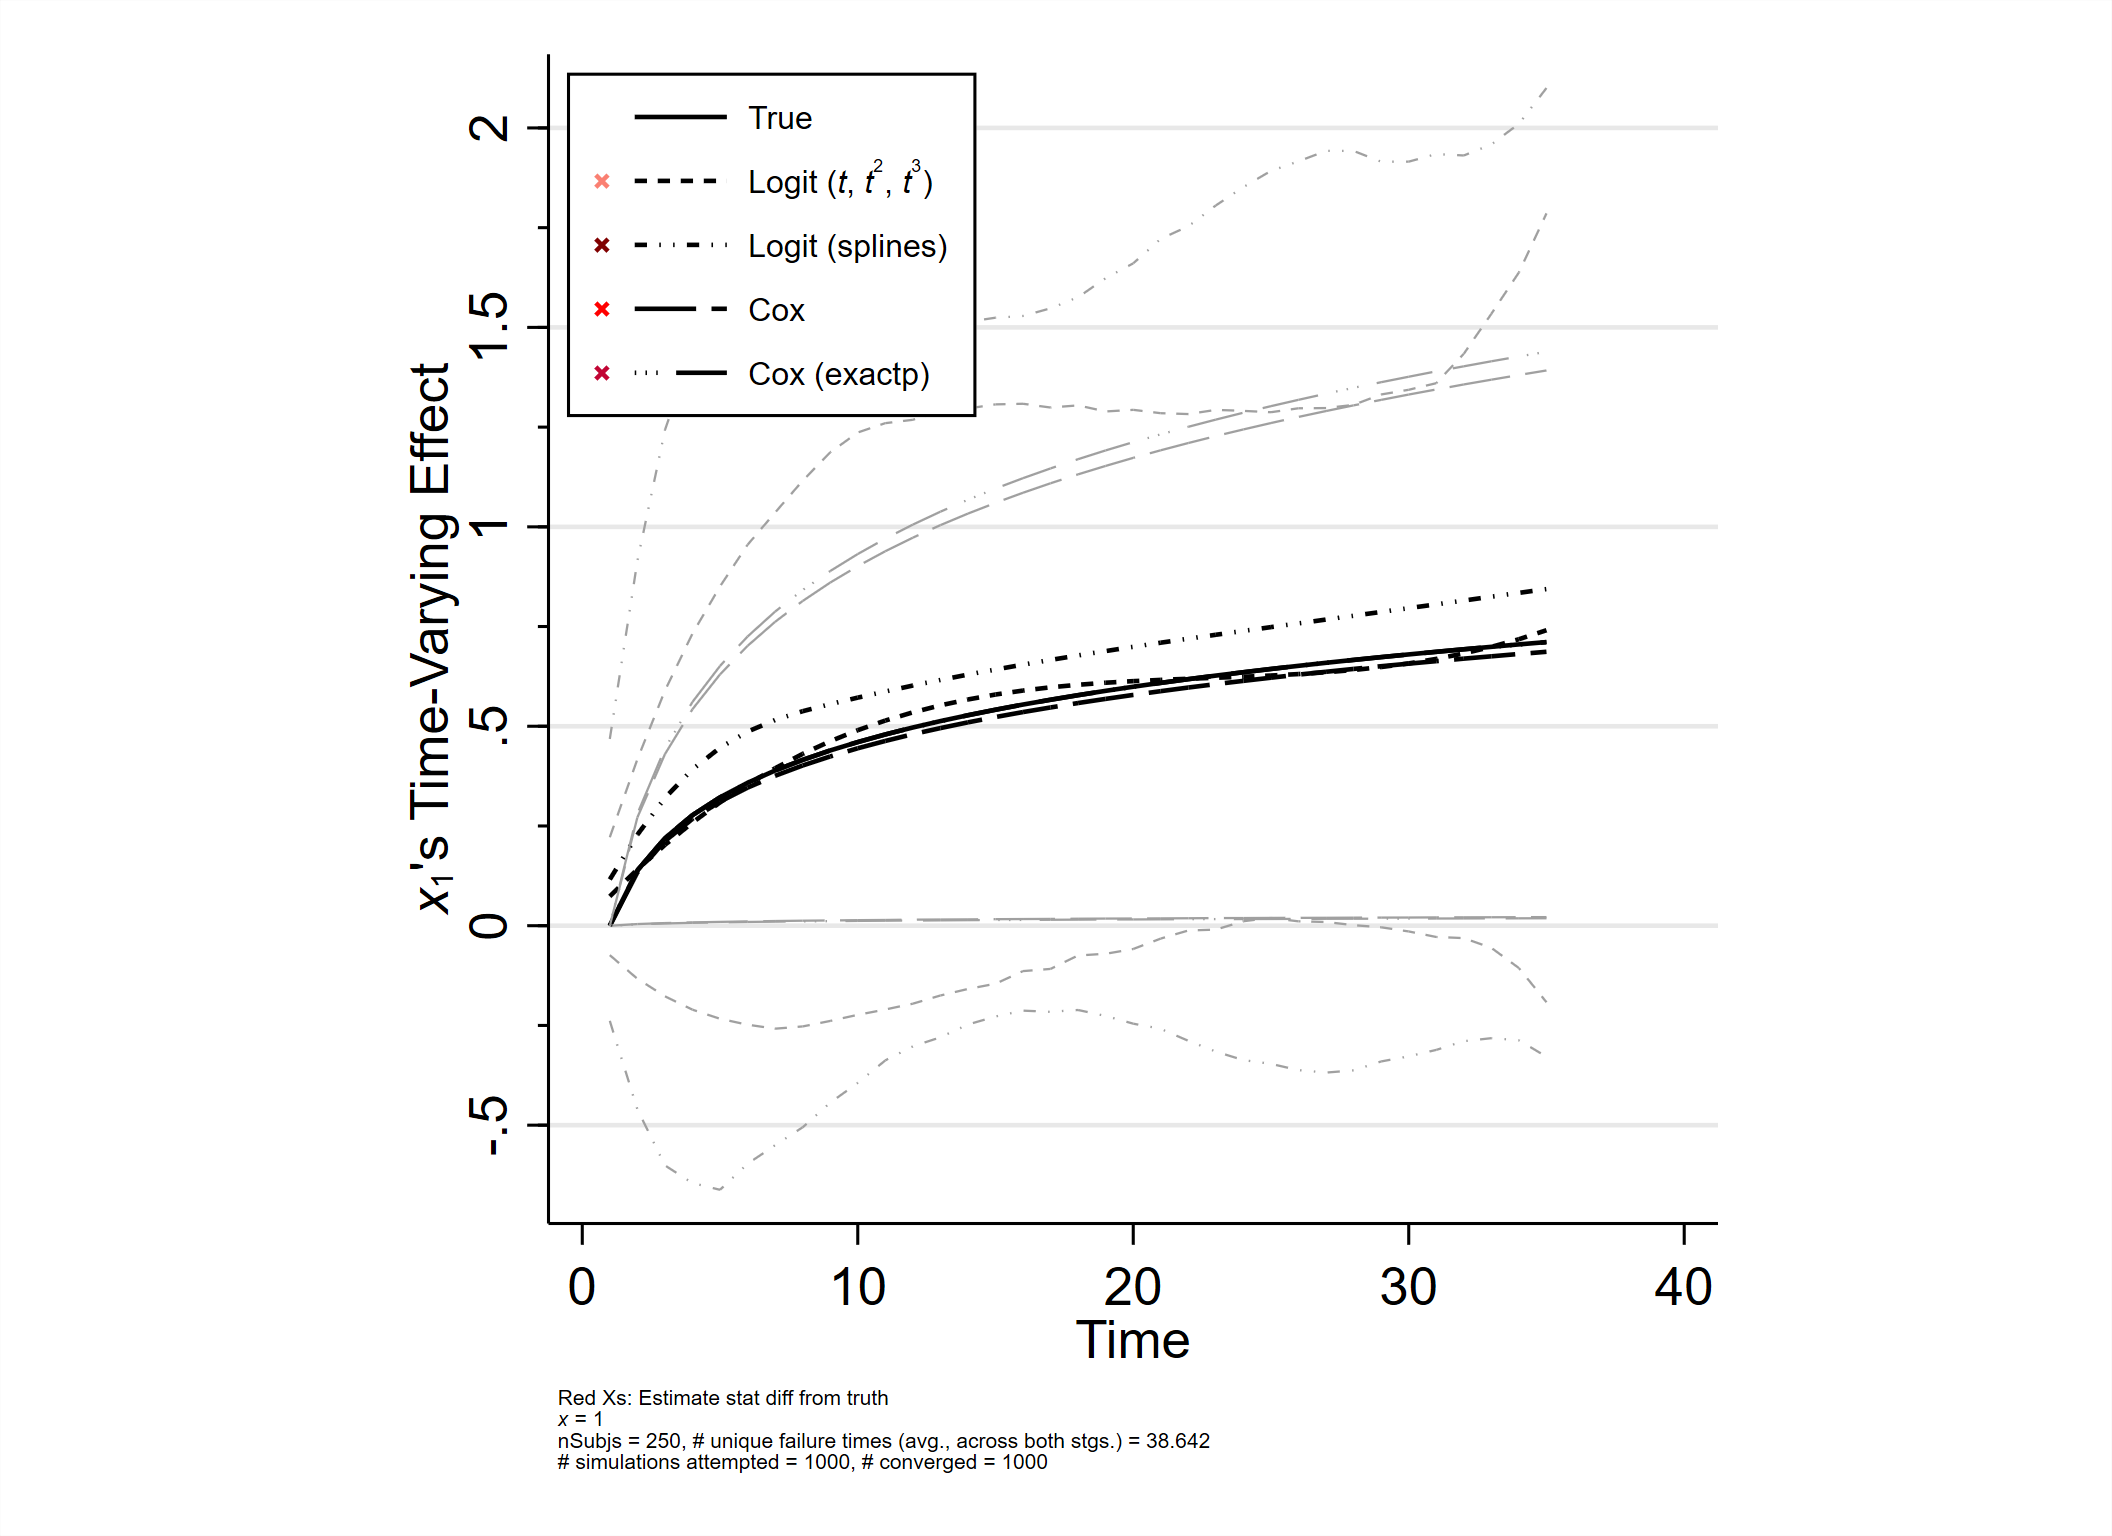 True
Logit (t, t², t³)
Logit (splines)
Cox
Cox (exactp)
x₁'s Time-Varying Effect
2
1.5
1
.5
0
-.5
0 10 20 30 40
Time
Red Xs: Estimate stat diff from truth
x = 1
nSubjs = 250, # unique failure times (avg., across both stgs.) = 38.642
# simulations attempted = 1000, # converged = 1000